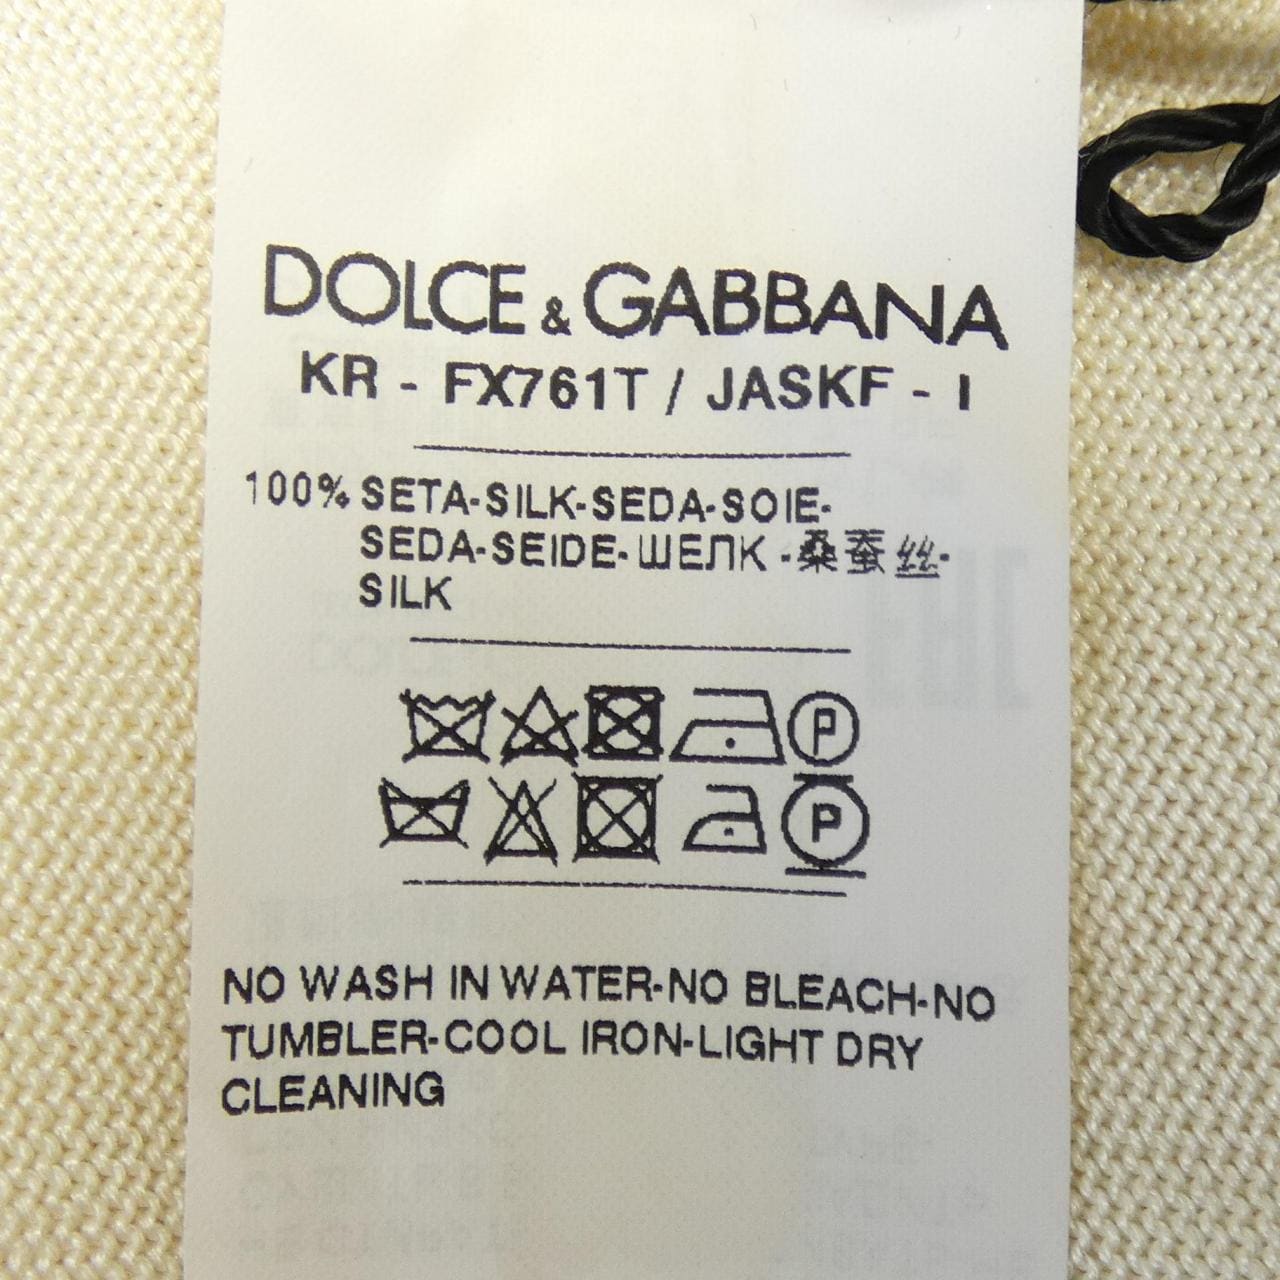 DOLCE & GABBANA
KR - FX761T / JASKF - I
100% SETA-SILK-SEDA-SOIE-
SEDA-SEIDE-ШЕЛК -桑蚕丝-
SILK
P
P
NO WASH IN WATER-NO BLEACH-NO
TUMBLER-COOL IRON-LIGHT DRY
CLEANING